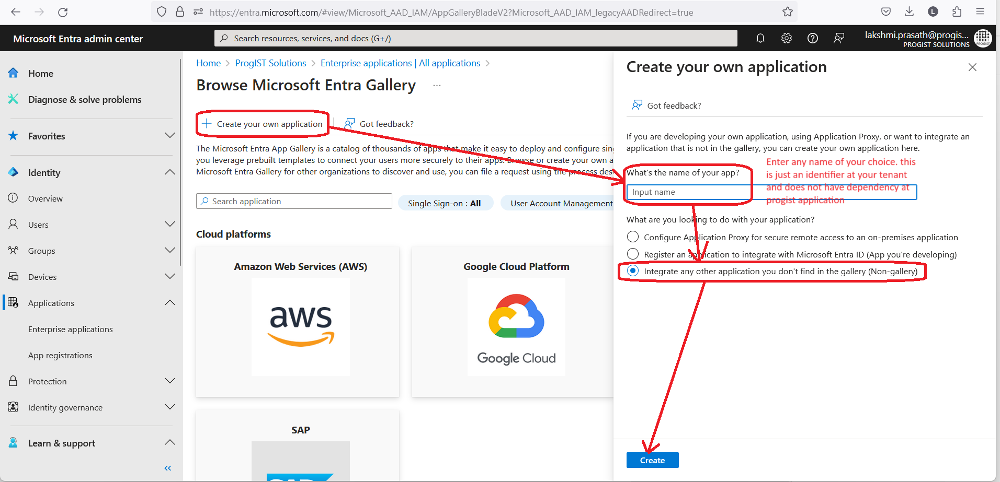 https://entra.microsoft.com/#view/Microsoft_AAD_IAM/AppGalleryBladeV2?Microsoft_AAD_IAM_legacyAADRedirect=true
L
Microsoft Entra admin center
Search resources, services, and docs (G+/)
lakshmi.prasath@progis...
PROGIST SOLUTIONS
PROGIST
Home
Diagnose & solve problems
Favorites
Identity
Overview
Users
Groups
Devices
Applications
Enterprise applications
App registrations
Protection
Identity governance
Learn & support
Home > ProgIST Solutions > Enterprise applications | All applications >
Browse Microsoft Entra Gallery ...
Create your own application
Got feedback?
The Microsoft Entra App Gallery is a catalog of thousands of apps that make it easy to deploy and configure
you leverage prebuilt templates to connect your users more securely to their apps. Browse or create your own
Microsoft Entra Gallery for other organizations to discover and use, you can file a request using the process
Search application
Single Sign-on : All
User Account Management
Cloud platforms
Amazon Web Services (AWS)
aws
Google Cloud Platform
Google Cloud
SAP
SAP
Create your own application
Got feedback?
If you are developing your own application, using Application Proxy, or want to integrate an
application that is not in the gallery, you can create your own application here.
What's the name of your app?
Input name
Enter any name of your choice. this
is just an identifier at your tenant
and does not have dependency at
progist application
What are you looking to do with your application?
Configure Application Proxy for secure remote access to an on-premises application
Register an application to integrate with Microsoft Entra ID (App you're developing)
Integrate any other application you don't find in the gallery (Non-gallery)
Create